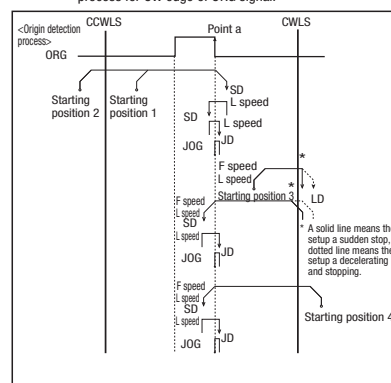 process for CW edge of ORG signal.
<Origin detection process>
CCWLS
Point a
CWLS
ORG
SD
L speed
Starting position 2
Starting position 1
SD
L speed
JOG
JD
*
F speed
L speed
*
LD
Starting position 3
F speed
L speed
SD
L speed
JOG
JD
* A solid line means the
setup a sudden stop,
dotted line means the
setup a decelerating
and stopping.
F speed
L speed
SD
Starting position 4
L speed
JOG
JD